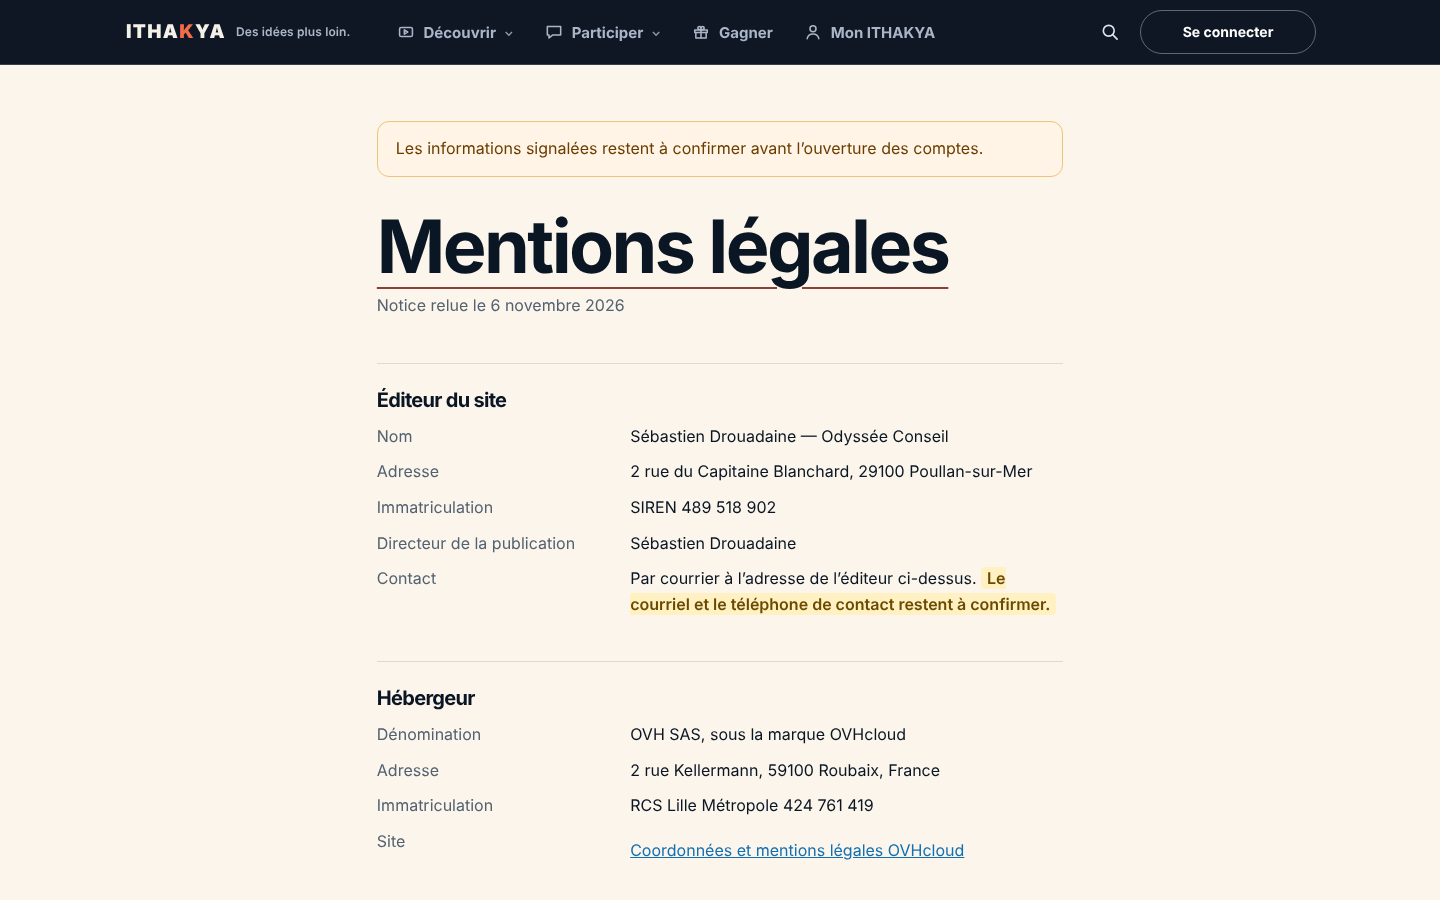 ITHAKYA Des idées plus loin. Découvrir Participer Gagner Mon ITHAKYA Se connecter
Les informations signalées restent à confirmer avant l’ouverture des comptes.
Mentions légales
Notice relue le 6 novembre 2026
Éditeur du site
Nom Sébastien Drouadaine — Odyssée Conseil
Adresse 2 rue du Capitaine Blanchard, 29100 Poullan-sur-Mer
Immatriculation SIREN 489 518 902
Directeur de la publication Sébastien Drouadaine
Contact Par courrier à l’adresse de l’éditeur ci-dessus. Le
courriel et le téléphone de contact restent à confirmer.
Hébergeur
Dénomination OVH SAS, sous la marque OVHcloud
Adresse 2 rue Kellermann, 59100 Roubaix, France
Immatriculation RCS Lille Métropole 424 761 419
Site Coordonnées et mentions légales OVHcloud